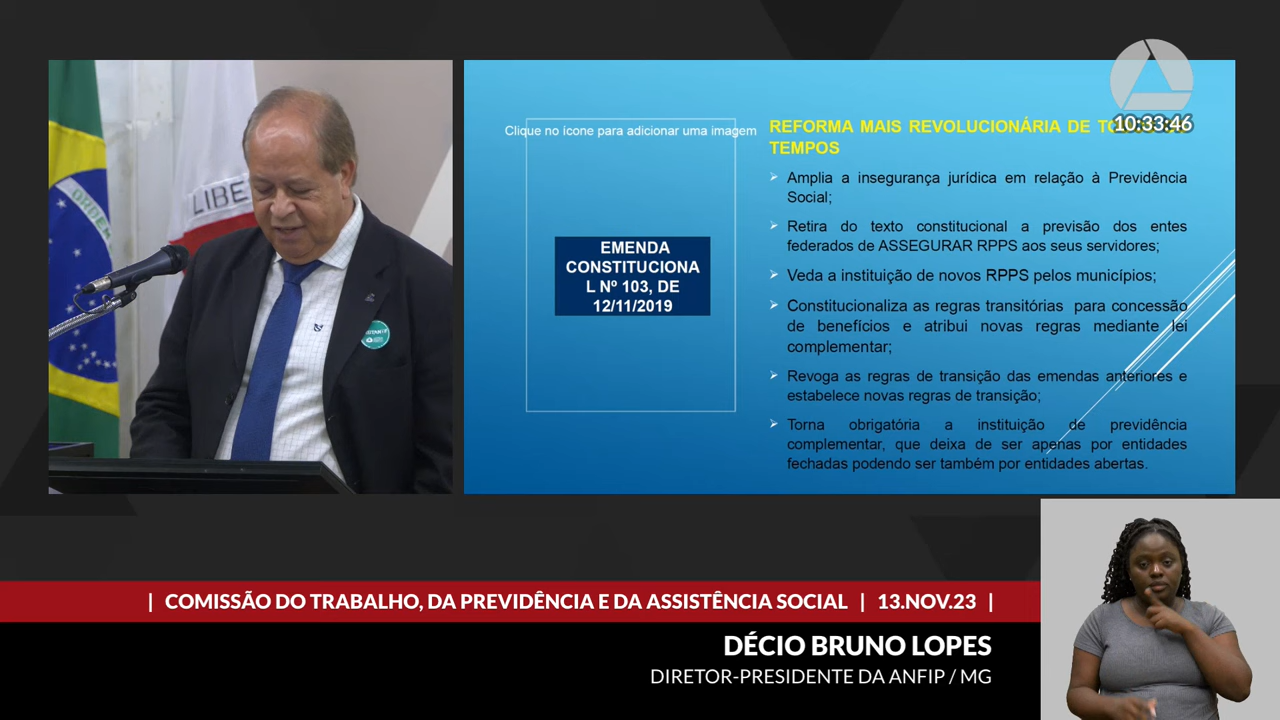 ORDEM
LIBE
10:33:46
Clique no ícone para adicionar uma imagem
EMENDA
CONSTITUCIONA
L Nº 103, DE
12/11/2019
REFORMA MAIS REVOLUCIONÁRIA DE
TEMPOS
Amplia a insegurança jurídica em relação à Previdência
Social;
Retira do texto constitucional a previsão dos entes
federados de ASSEGURAR RPPS aos seus servidores;
Veda a instituição de novos RPPS pelos municípios;
Constitucionaliza as regras transitórias para concessão
de benefícios e atribui novas regras mediante lei
complementar;
Revoga as regras de transição das emendas anteriores e
estabelece novas regras de transição;
Torna obrigatória a instituição de previdência
complementar, que deixa de ser apenas por entidades
fechadas podendo ser também por entidades abertas.
| COMISSÃO DO TRABALHO, DA PREVIDÊNCIA E DA ASSISTÊNCIA SOCIAL | 13.NOV.23 |
DÉCIO BRUNO LOPES
DIRETOR-PRESIDENTE DA ANFIP / MG